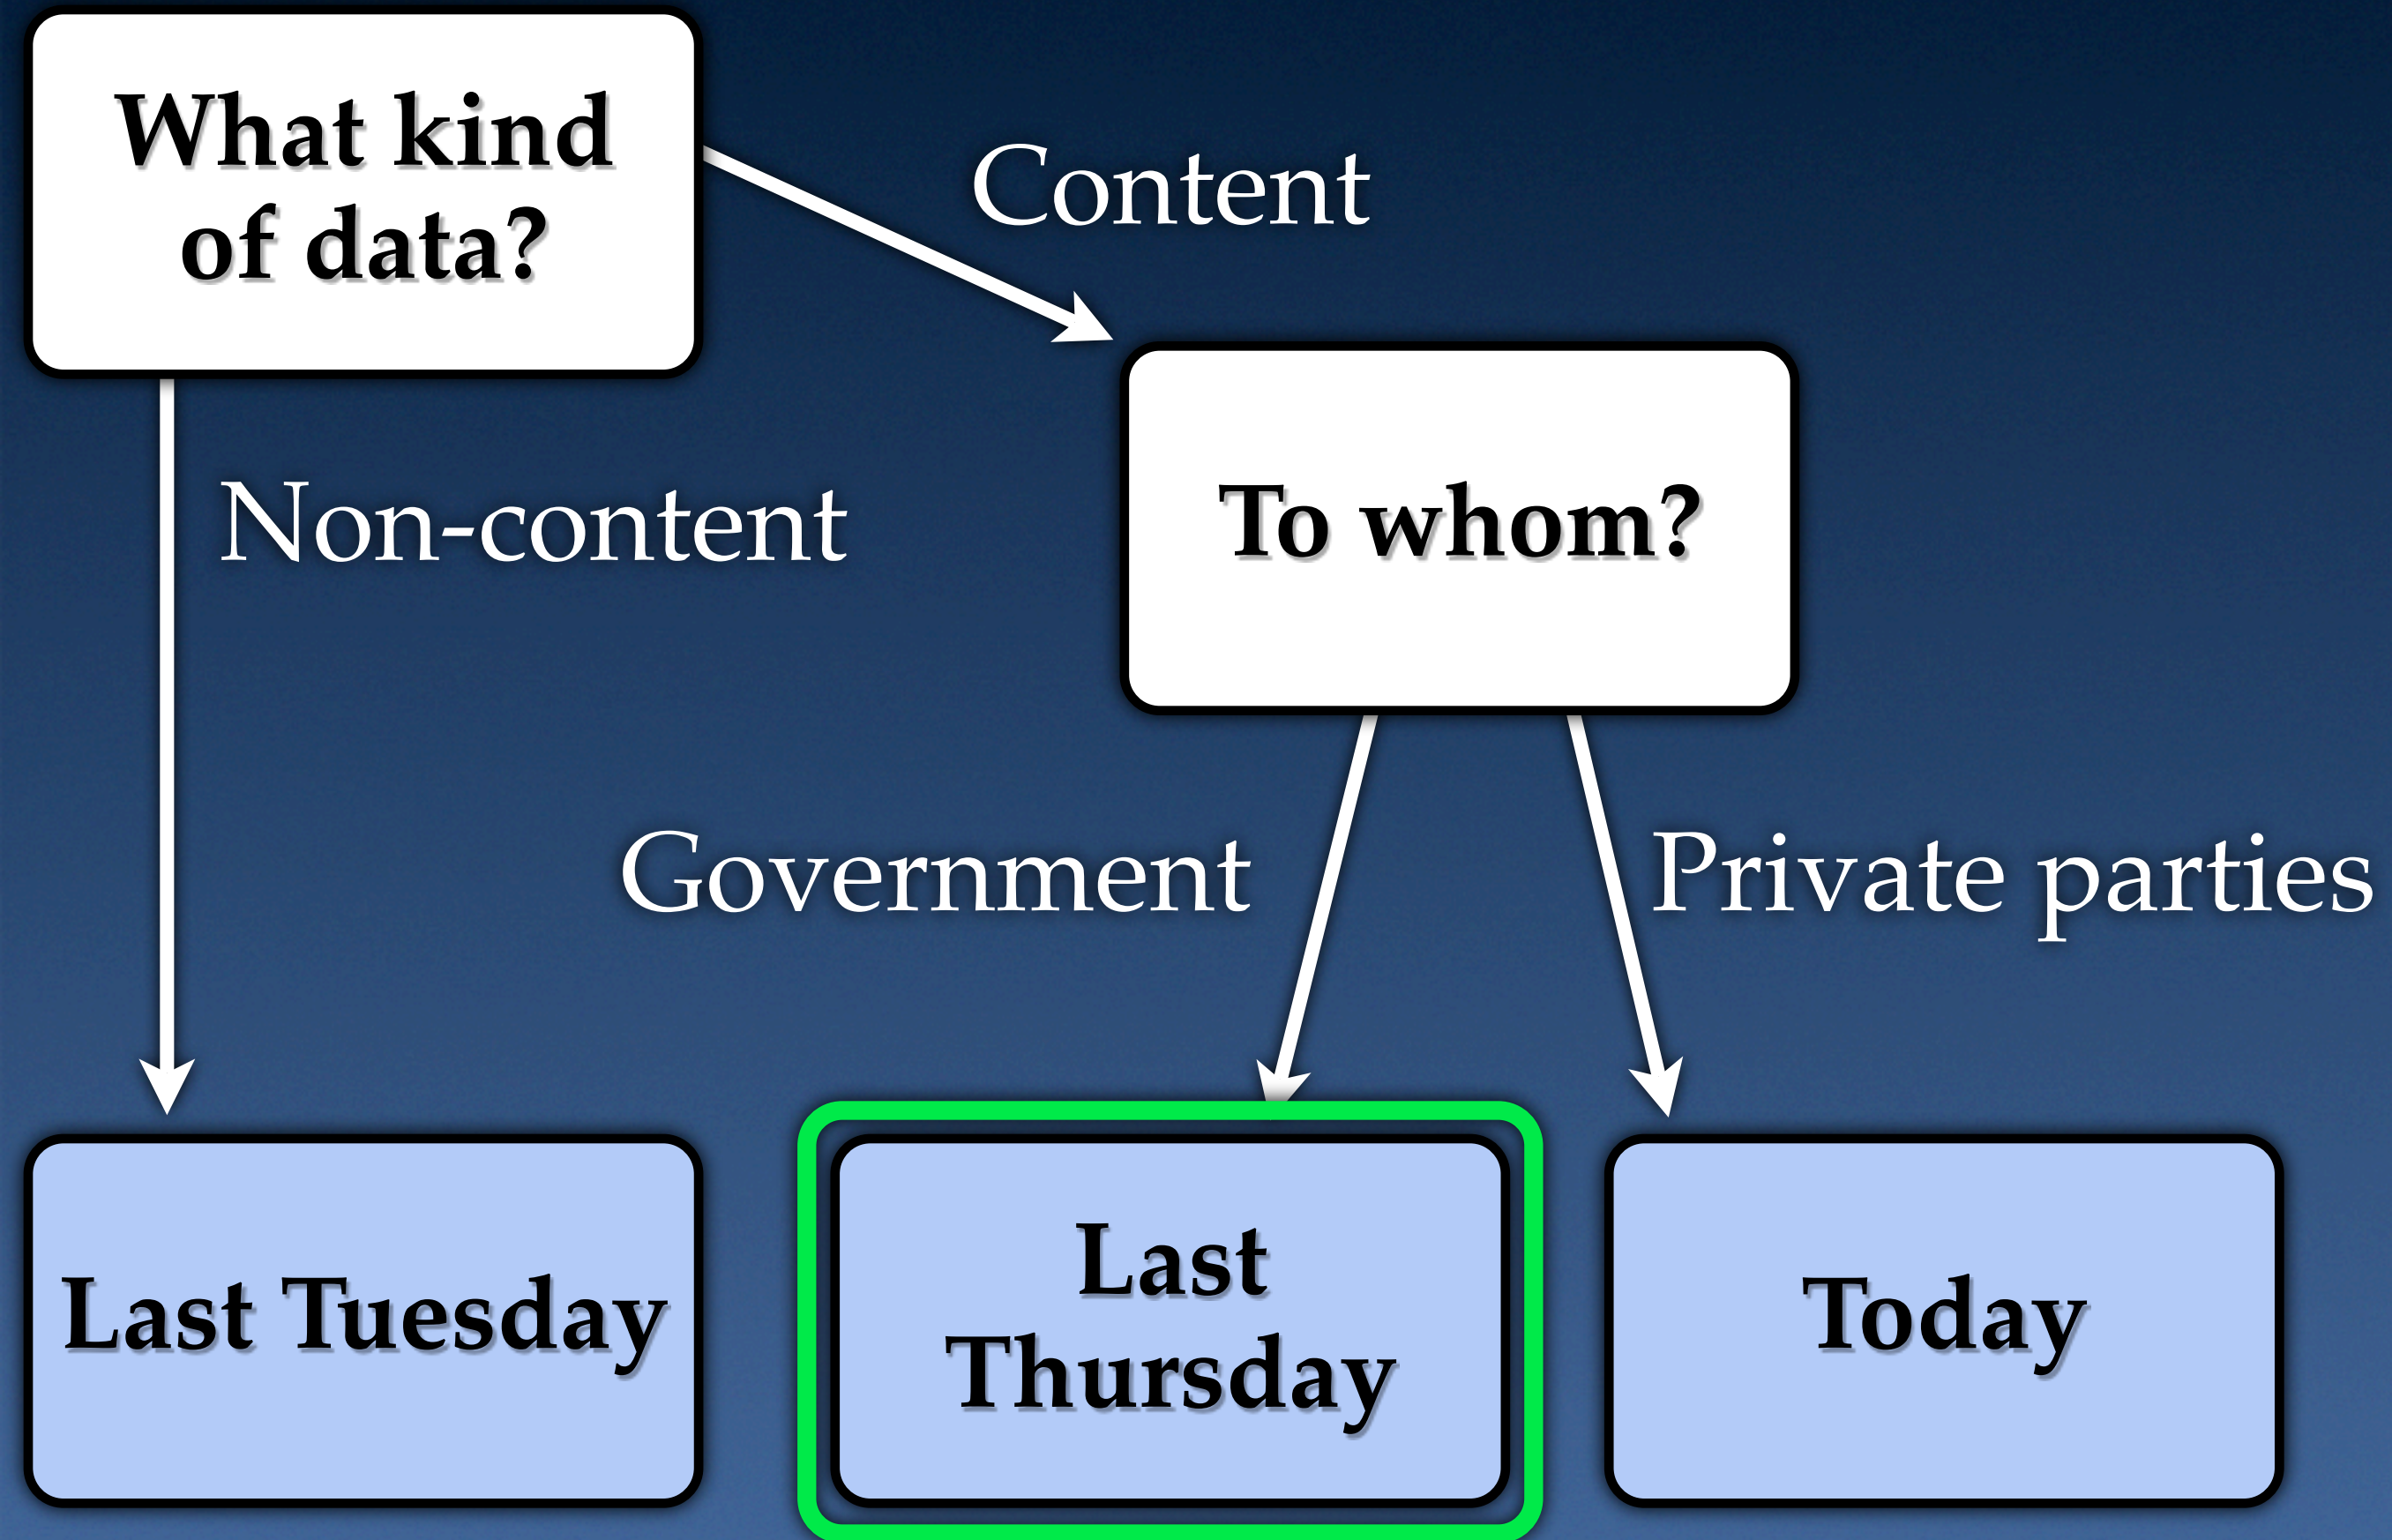 What kind
of data?
Content
Non-content
To whom?
Government
Private parties
Last Tuesday
Last
Thursday
Today